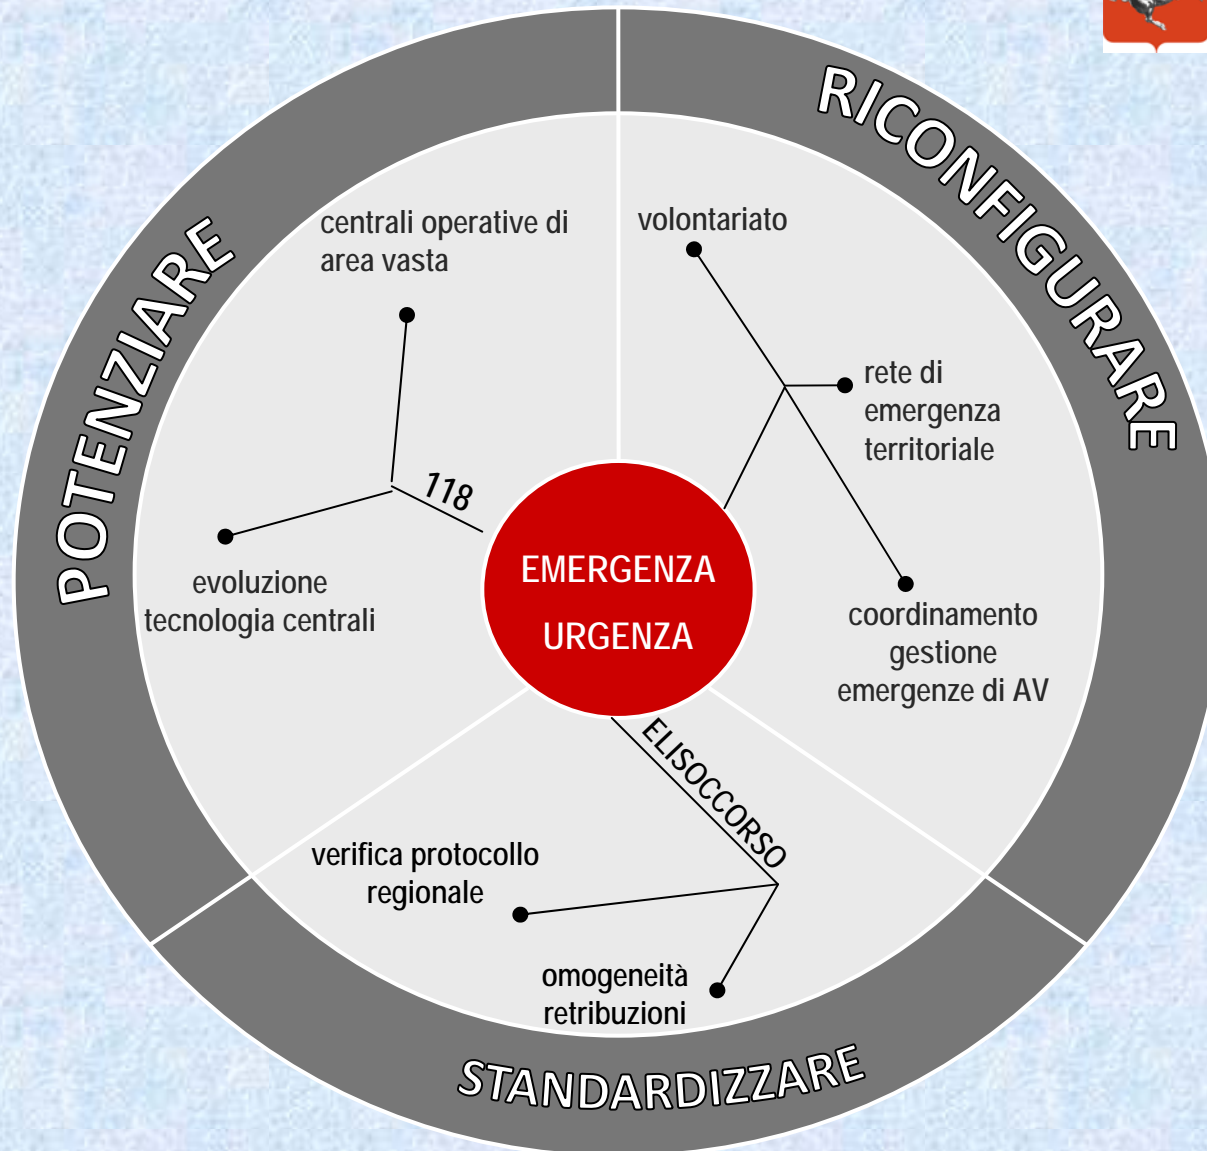 POTENZIARE
centrali operative di
area vasta
118
evoluzione
tecnologia centrali
RICONFIGURARE
volontariato
rete di
emergenza
territoriale
coordinamento
gestione
emergenze di AV
EMERGENZA
URGENZA
ELISOCCORSO
verifica protocollo
regionale
omogeneità
retribuzioni
STANDARDIZZARE